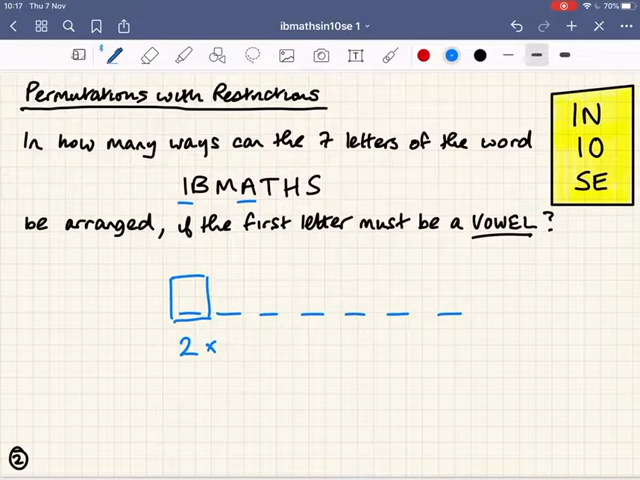 10:17 Thu 7 Nov
70%
ibmathsin10se 1
Permutations with Restrictions
In how many ways can the 7 letters of the word
IBMATHS
be arranged, if the first letter must be a VOWEL?
IN
10
SE
2 ×
2